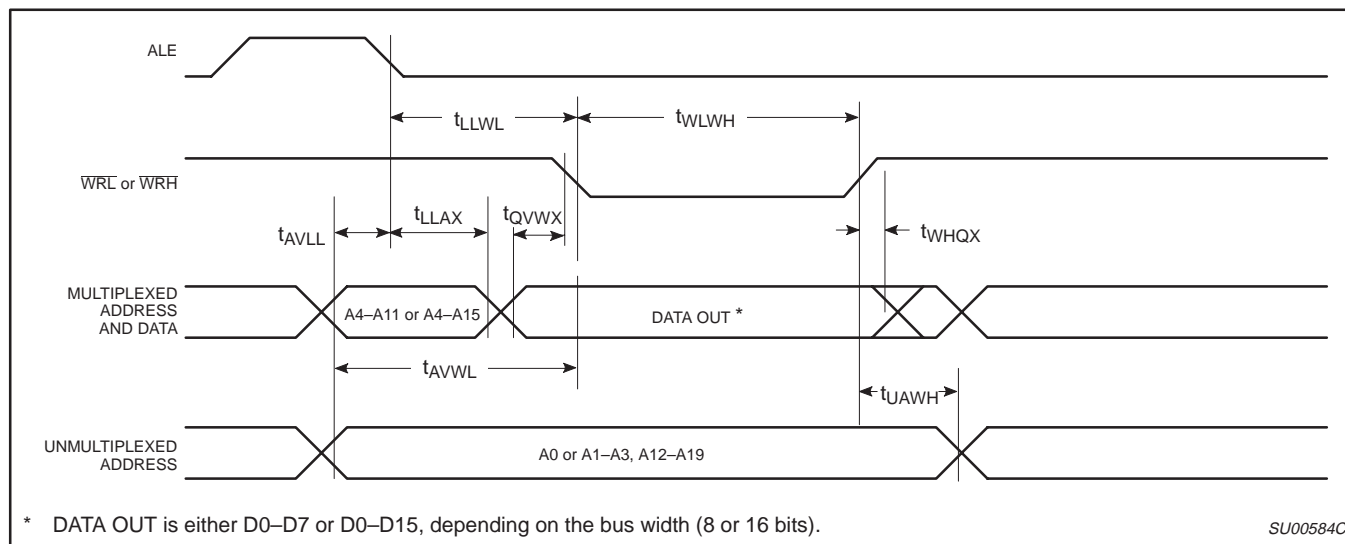 ALE
tLLWL
tWLWH
WRL or WRH
tAVLL
tLLAX
tQVWX
tWHQX
MULTIPLEXED
ADDRESS
AND DATA
A4–A11 or A4–A15
DATA OUT *
tAVWL
tUAWH
UNMULTIPLEXED
ADDRESS
A0 or A1–A3, A12–A19
* DATA OUT is either D0–D7 or D0–D15, depending on the bus width (8 or 16 bits).
SU00584C